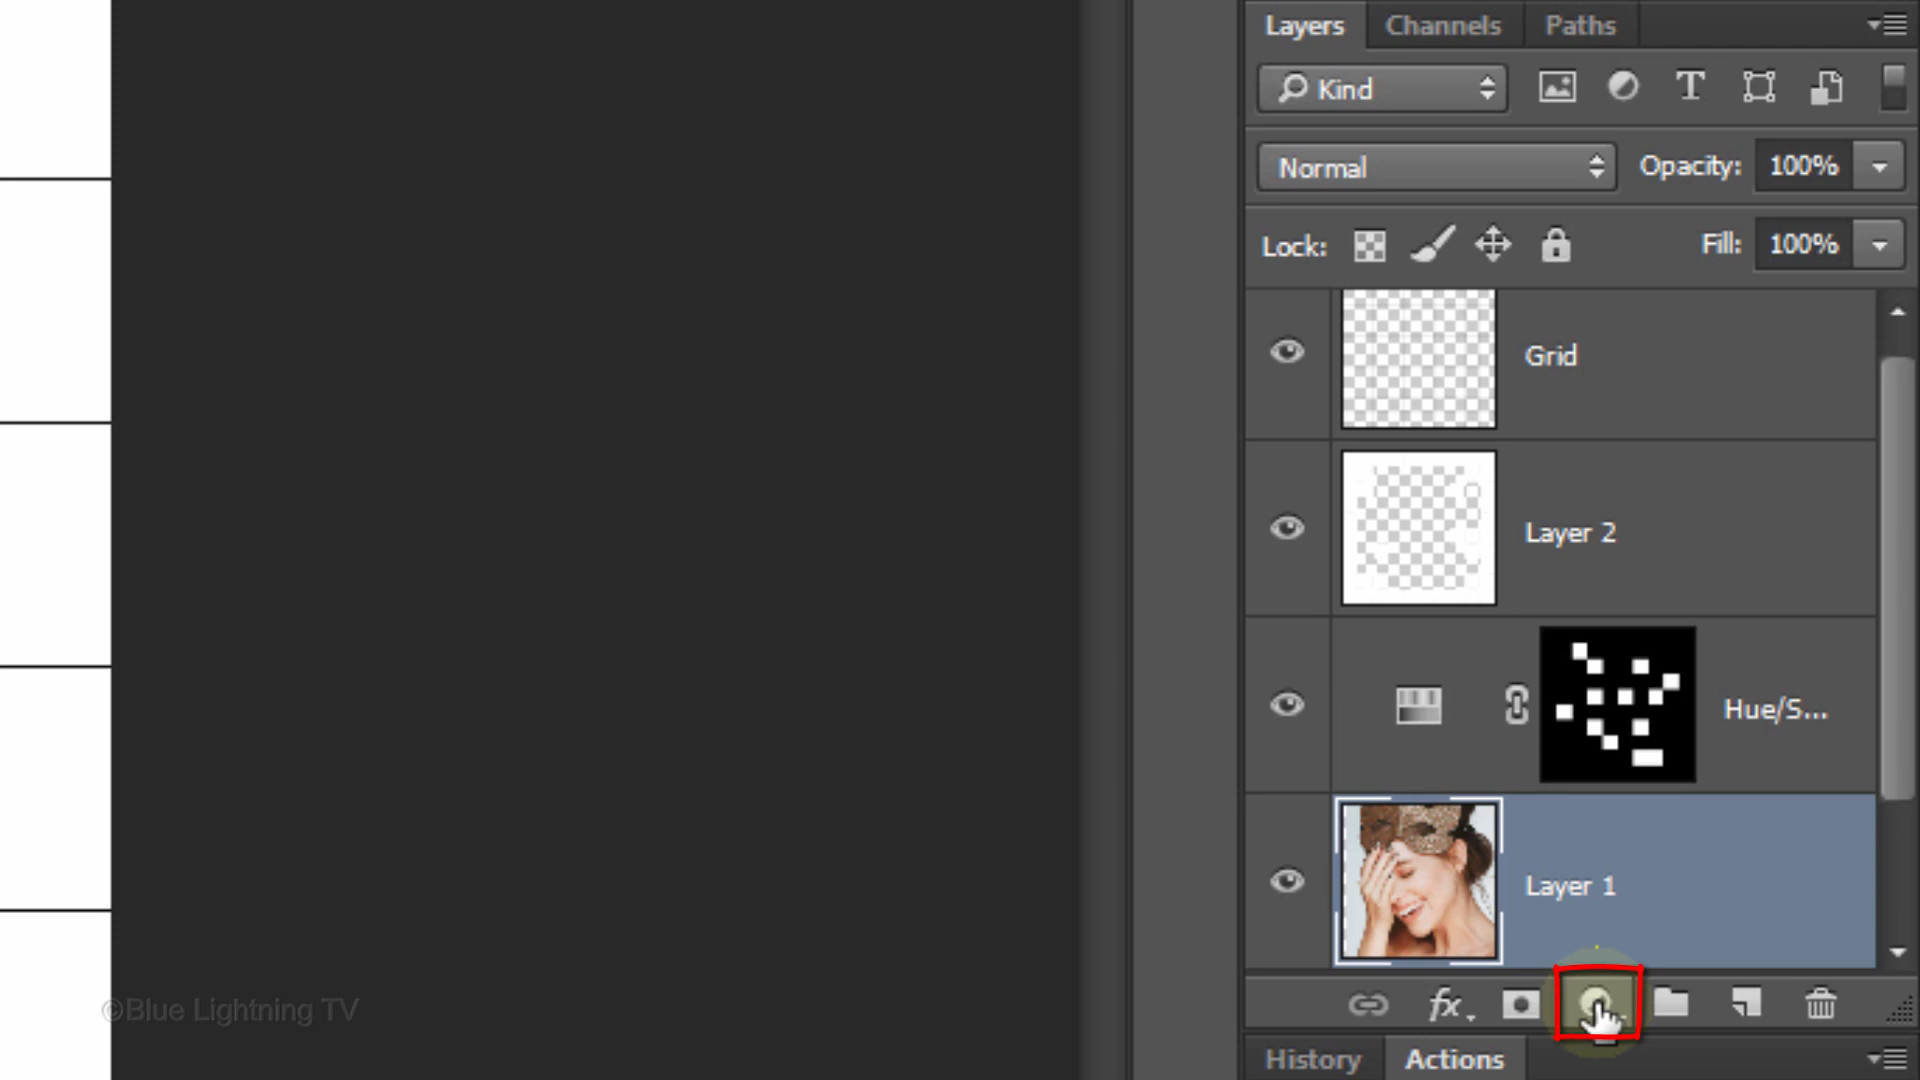 Layers Channels Paths
Kind
T
Normal Opacity: 100%
Lock: Fill: 100%
Grid
Layer 2
Hue/S...
Layer 1
fx
©Blue Lightning TV
History Actions